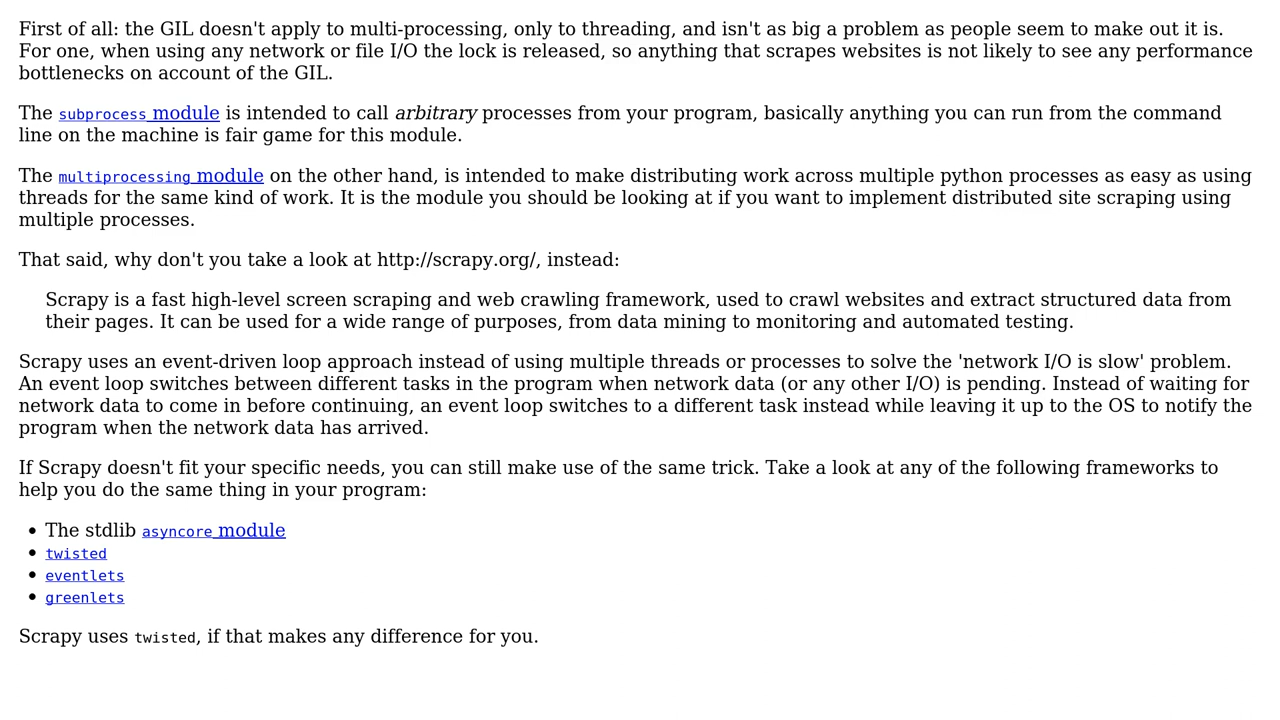 First of all: the GIL doesn't apply to multi-processing, only to threading, and isn't as big a problem as people seem to make out it is.
For one, when using any network or file I/O the lock is released, so anything that scrapes websites is not likely to see any performance
bottlenecks on account of the GIL.
The subprocess module is intended to call arbitrary processes from your program, basically anything you can run from the command
line on the machine is fair game for this module.
The multiprocessing module on the other hand, is intended to make distributing work across multiple python processes as easy as using
threads for the same kind of work. It is the module you should be looking at if you want to implement distributed site scraping using
multiple processes.
That said, why don't you take a look at http://scrapy.org/, instead:
Scrapy is a fast high-level screen scraping and web crawling framework, used to crawl websites and extract structured data from
their pages. It can be used for a wide range of purposes, from data mining to monitoring and automated testing.
Scrapy uses an event-driven loop approach instead of using multiple threads or processes to solve the 'network I/O is slow' problem.
An event loop switches between different tasks in the program when network data (or any other I/O) is pending. Instead of waiting for
network data to come in before continuing, an event loop switches to a different task instead while leaving it up to the OS to notify the
program when the network data has arrived.
If Scrapy doesn't fit your specific needs, you can still make use of the same trick. Take a look at any of the following frameworks to
help you do the same thing in your program:
• The stdlib asyncore module
• twisted
• eventlets
• greenlets
Scrapy uses twisted, if that makes any difference for you.